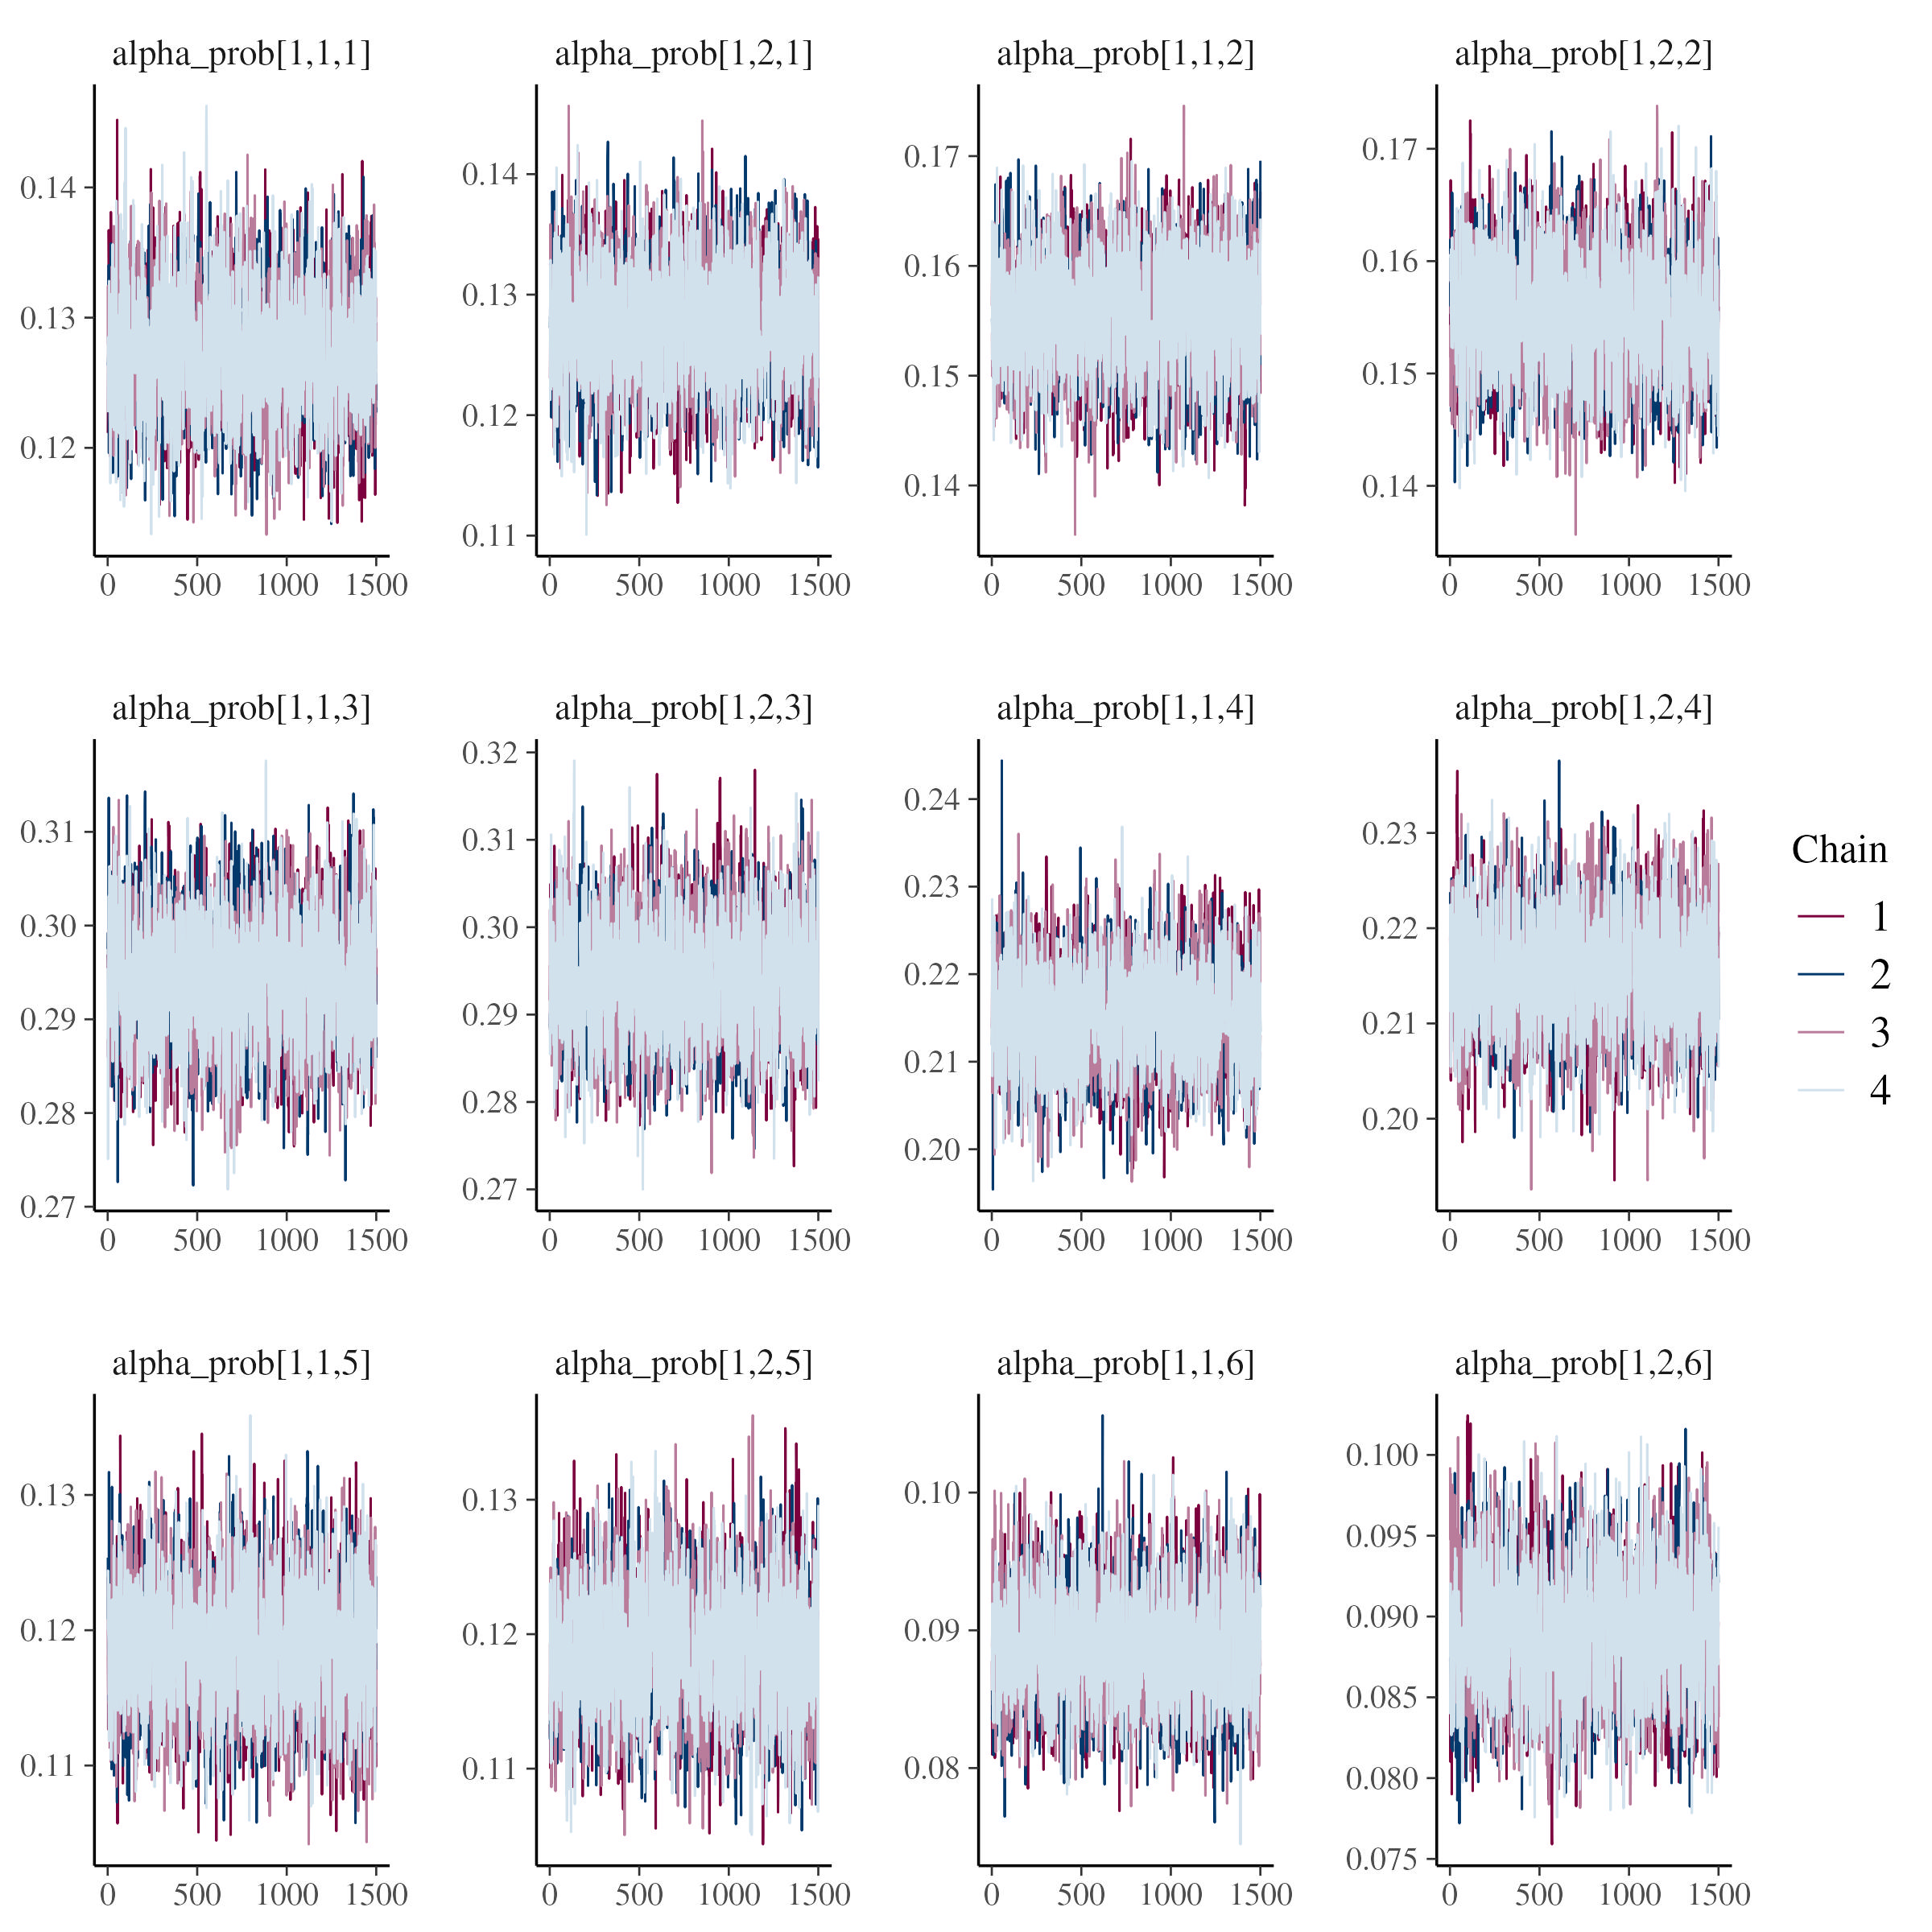 alpha_prob[1,1,1] alpha_prob[1,2,1] alpha_prob[1,1,2] alpha_prob[1,2,2]
0.14 0.14 0.17 0.17
0.13 0.13 0.16 0.16
0.12 0.12 0.15 0.15
0.11 0.14 0.14
0 500 1000 1500 0 500 1000 1500 0 500 1000 1500 0 500 1000 1500
alpha_prob[1,1,3] alpha_prob[1,2,3] alpha_prob[1,1,4] alpha_prob[1,2,4]
0.31 0.32 0.24 0.23
0.30 0.31 0.23 0.22
0.29 0.30 0.22 0.21
0.28 0.29 0.21 0.20
0.27 0.28 0.20
0.27
0 500 1000 1500 0 500 1000 1500 0 500 1000 1500 0 500 1000 1500
Chain
1
2
3
4
alpha_prob[1,1,5] alpha_prob[1,2,5] alpha_prob[1,1,6] alpha_prob[1,2,6]
0.13 0.13 0.10 0.100
0.12 0.12 0.09 0.095
0.11 0.11 0.08 0.090
0.085
0.080
0.075
0 500 1000 1500 0 500 1000 1500 0 500 1000 1500 0 500 1000 1500